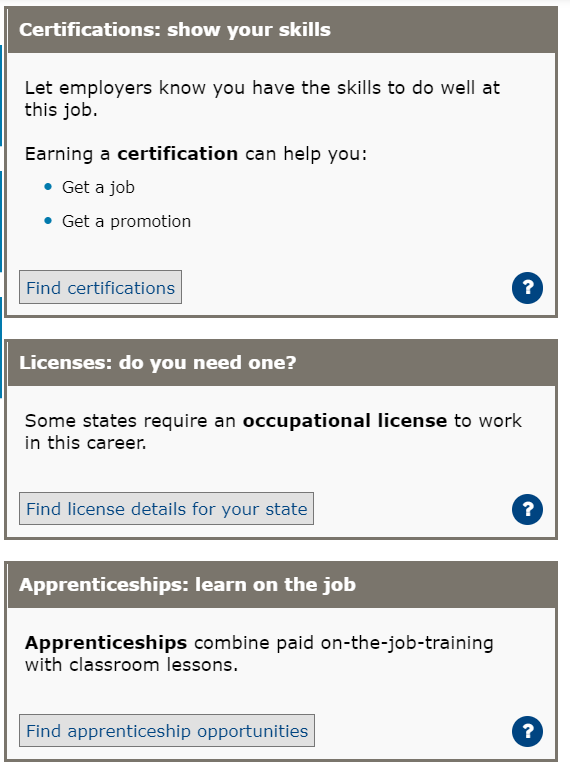 Certifications: show your skills
Let employers know you have the skills to do well at
this job.
Earning a certification can help you:
Get a job
Get a promotion
Find certifications
?
Licenses: do you need one?
Some states require an occupational license to work
in this career.
Find license details for your state
?
Apprenticeships: learn on the job
Apprenticeships combine paid on-the-job-training
with classroom lessons.
Find apprenticeship opportunities
?